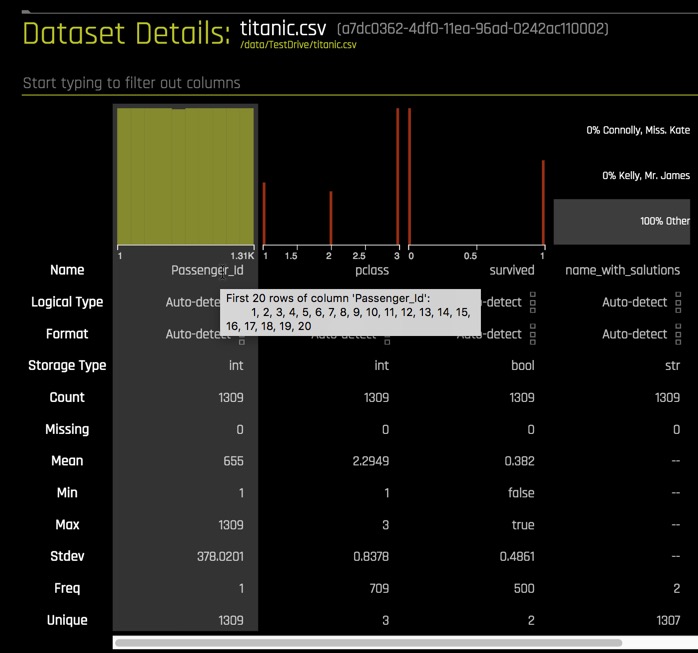 Dataset Details: titanic.csv (a7dc0362-4df0-11ea-96ad-0242ac110002)
/data/TestDrive/titanic.csv
Start typing to filter out columns
0% Connolly, Miss. Kate
0% Kelly, Mr. James
100% Other
1 1.31K 1 1.5 2 2.5 3 0 0.5 1
Name Passenger_Id pclass survived name_with_salutions
Logical Type Auto-dete -detect Auto-detect
First 20 rows of column 'Passenger_Id':
1, 2, 3, 4, 5, 6, 7, 8, 9, 10, 11, 12, 13, 14, 15,
16, 17, 18, 19, 20
Format Auto-detect Auto-detect -detect Auto-detect
Storage Type int int bool str
Count 1309 1309 1309 1309
Missing 0 0 0 0
Mean 655 2.2949 0.382 --
Min 1 1 false --
Max 1309 3 true --
Stdev 378.0201 0.8378 0.4861 --
Freq 1 709 500 2
Unique 1309 3 2 1307